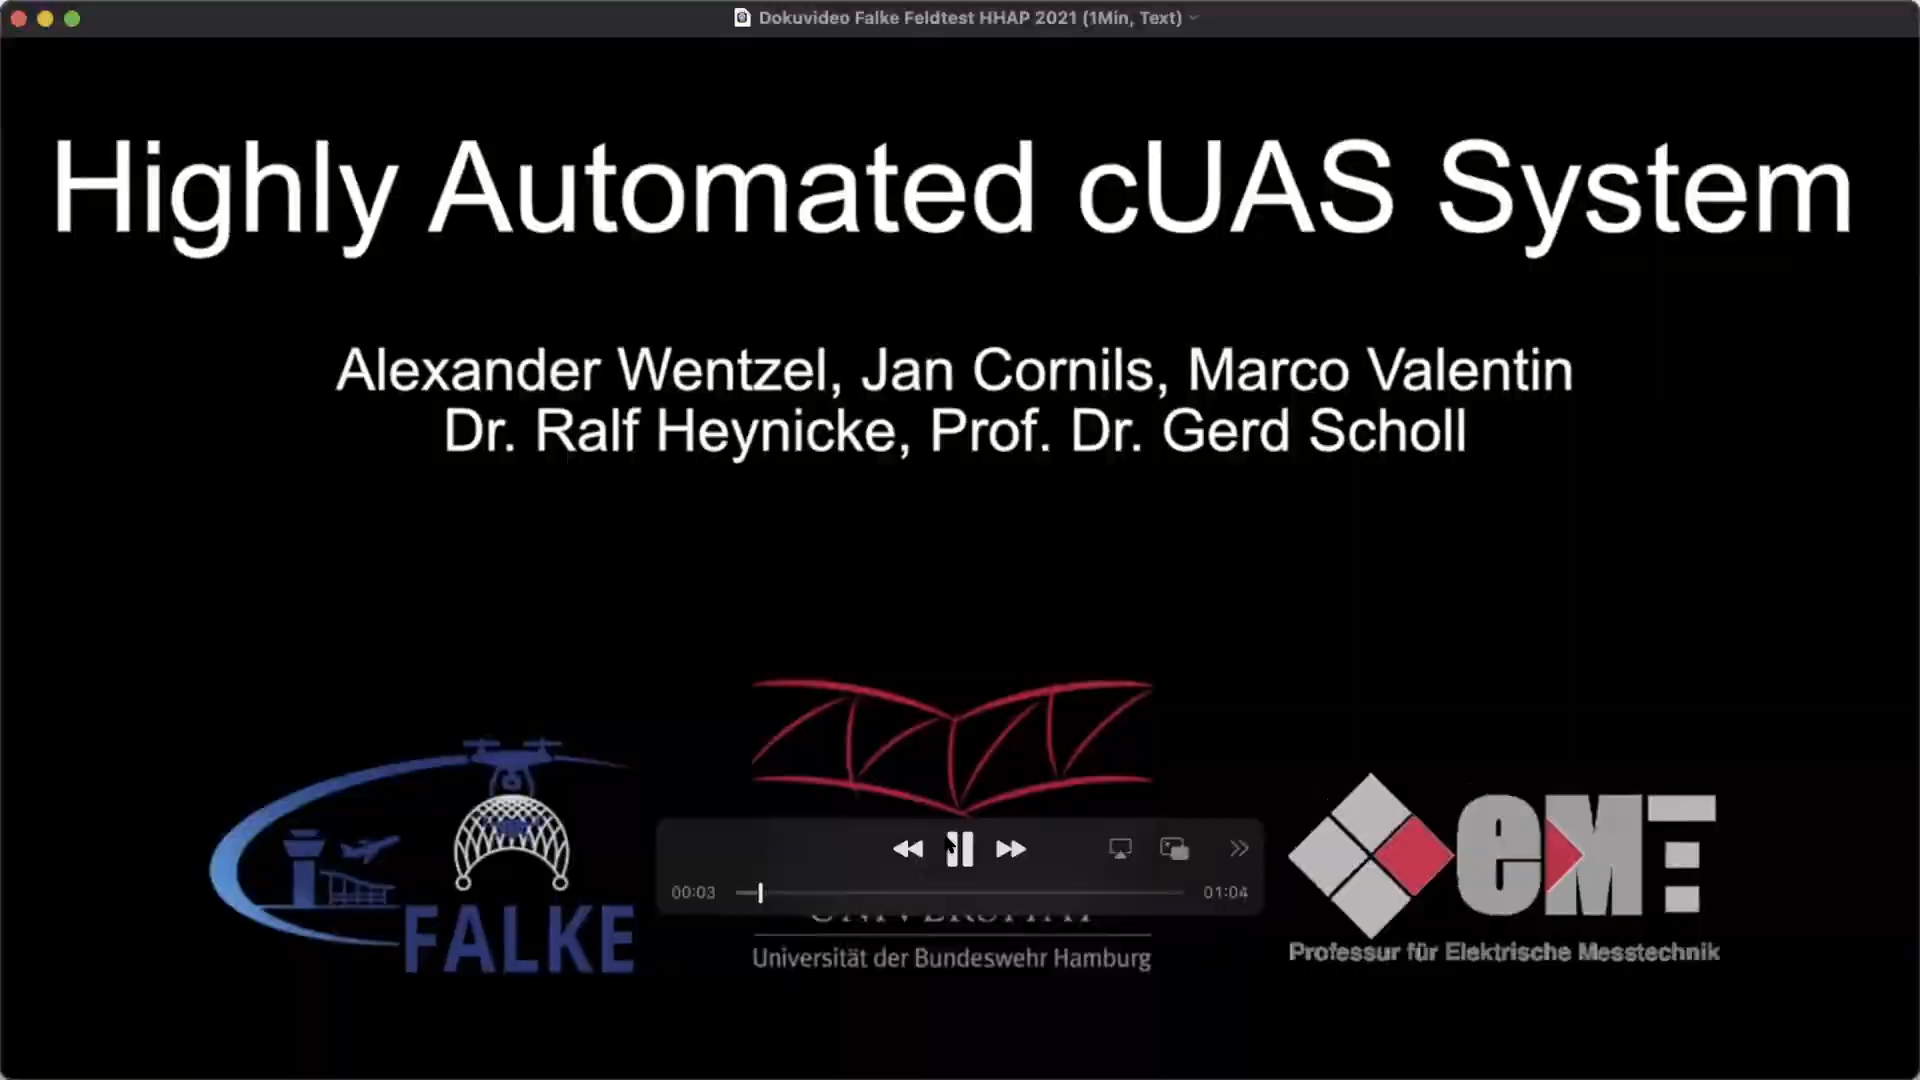 Dokuvideo Falke Feldtest HHAP 2021 (1Min, Text)
Highly Automated cUAS System
Alexander Wentzel, Jan Cornils, Marco Valentin
Dr. Ralf Heynicke, Prof. Dr. Gerd Scholl
00:03
01:04
FALKE
Universität der Bundeswehr Hamburg
eME
Professur für Elektrische Messtechnik